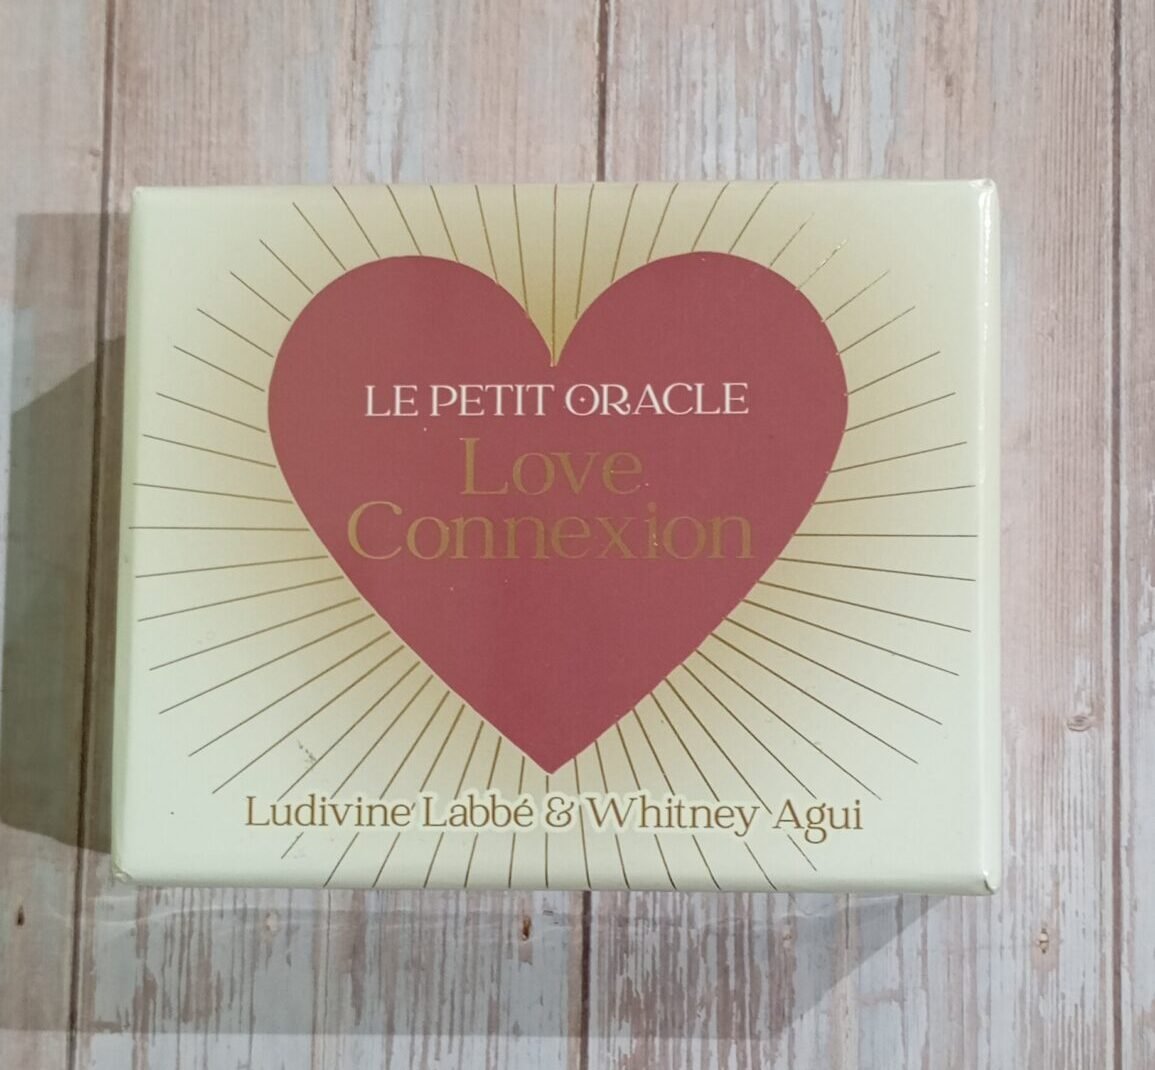 LE PETIT ORACLE
Love
Connexion
Ludivine Labbé & Whitney Agui